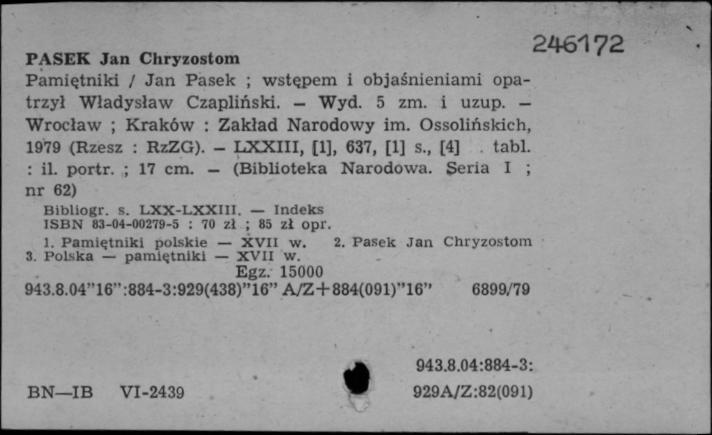 246172
PASEK Jan Chryzostom
Pamiętniki / Jan Pasek ; wstępem i objaśnieniami opa-
trzył Władysław Czapliński. — Wyd. 5 zm. i uzup. —
Wrocław ; Kraków : Zakład Narodowy im. Ossolińskich,
1979 (Rzesz : RzZG). — LXXIII, [1], 637, [1] s., [4] . tabl.
: il. portr. ; 17 cm. — (Biblioteka Narodowa. Seria I ;
nr 62)
Bibliogr. s. LXX-LXXIII. — Indeks
ISBN 83-04-00279-5 : 70 zł ; 85 zł opr.
1. Pamiętniki polskie — XVII w. 2. Pasek Jan Chryzostom
3. Polska — pamiętniki — XVII w.
Egz. 15000
943.8.04”16”:884-3:929(438)”16” A/Z+884(091)”16” 6899/79
943.8.04:884-3:
BN—IB VI-2439 929A/Z:82(091)